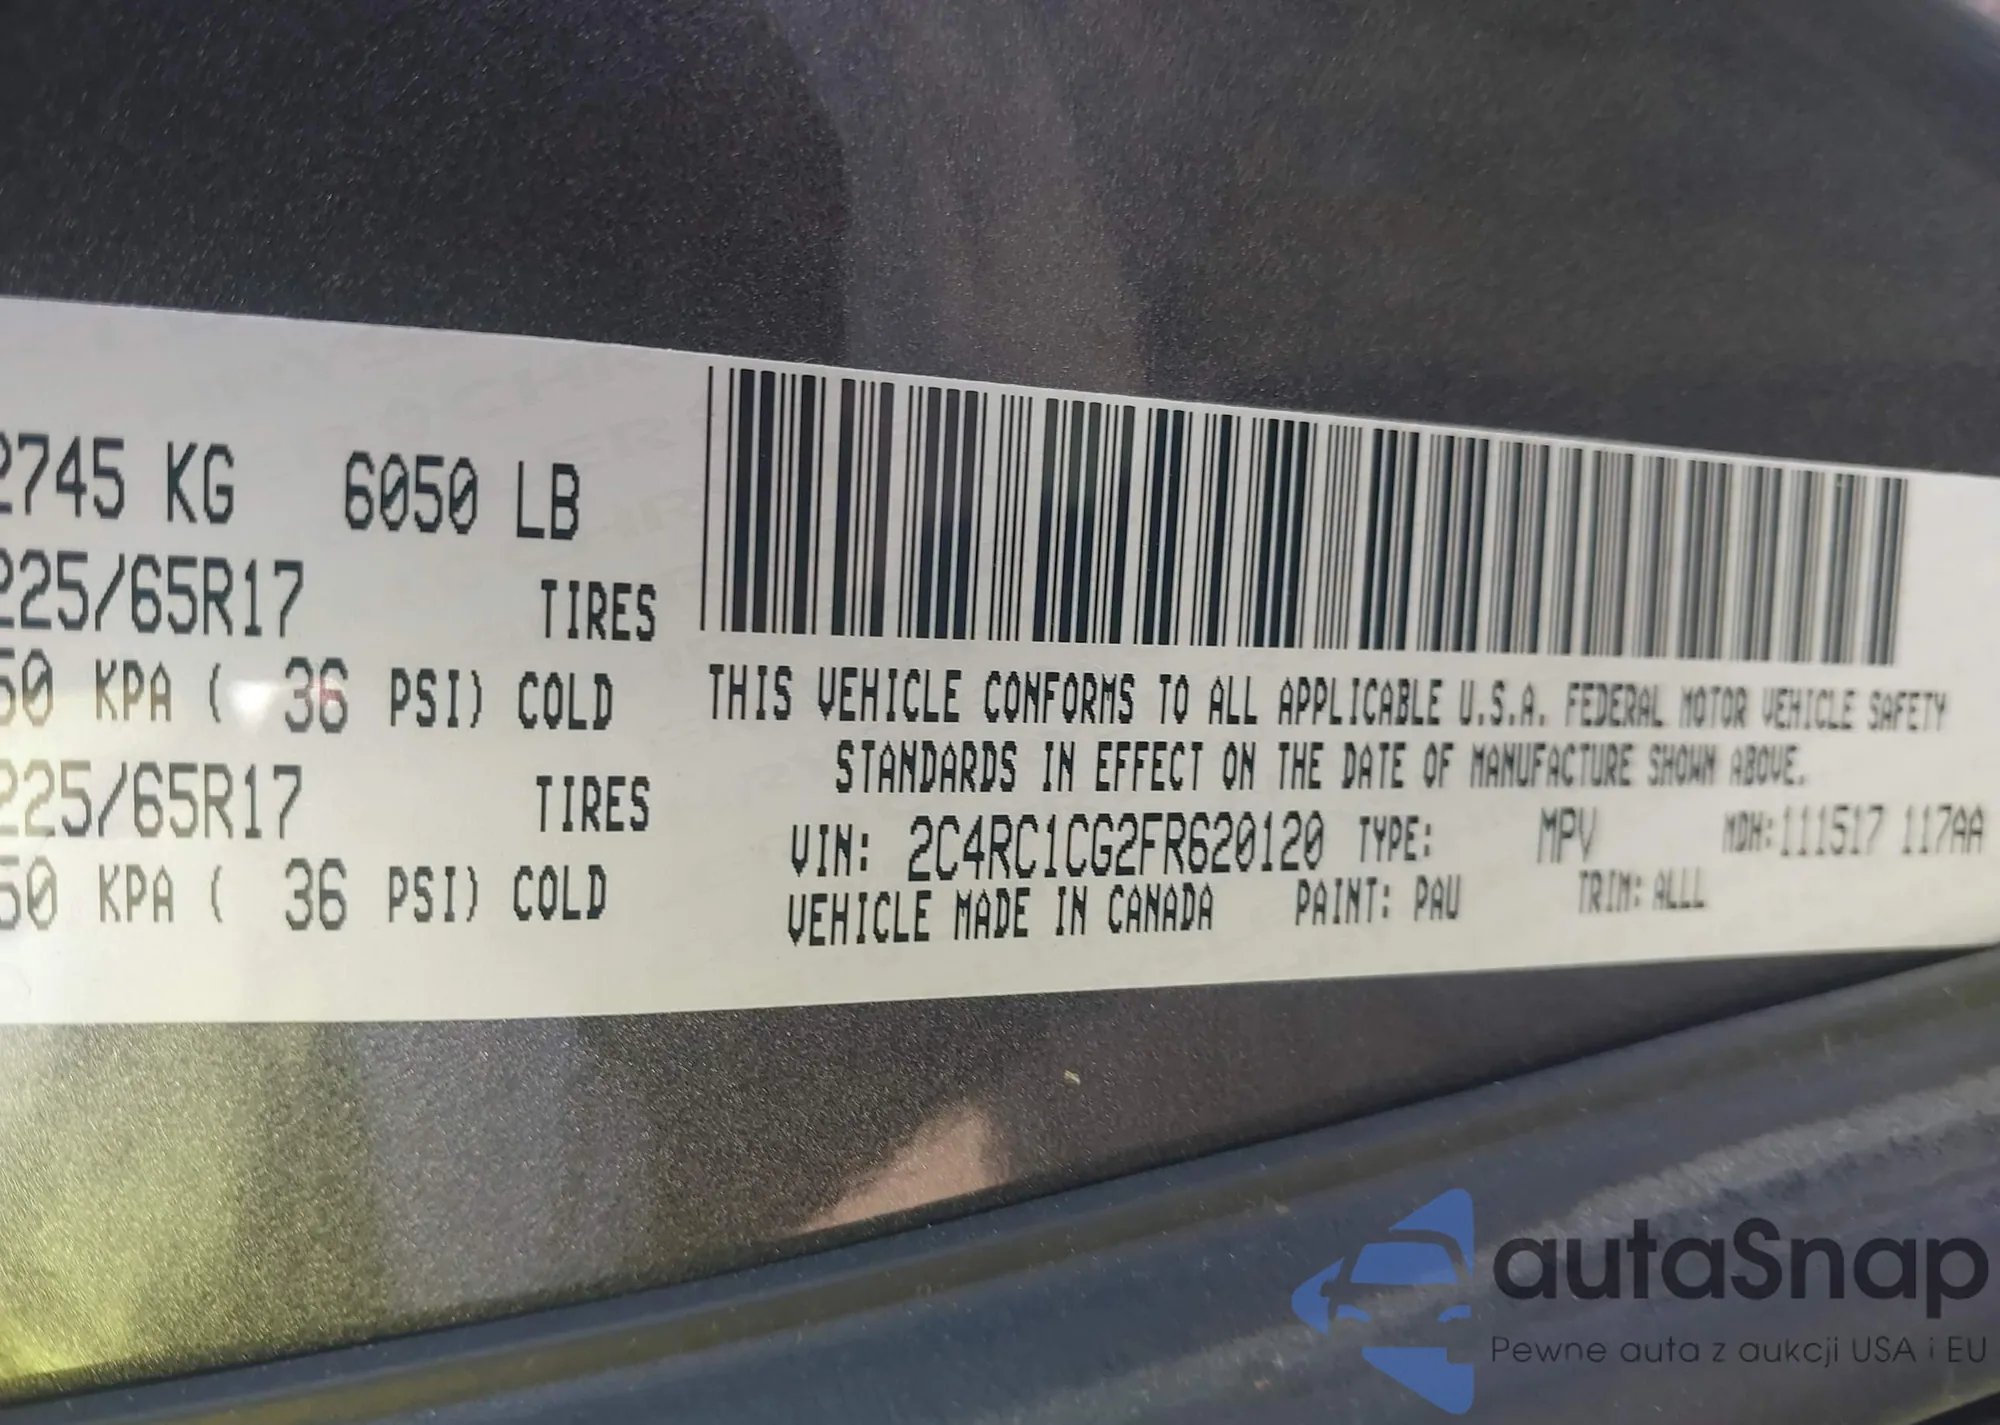 2745 KG 6050 LB
225/65R17 TIRES
50 KPA ( 36 PSI) COLD
225/65R17 TIRES
50 KPA ( 36 PSI) COLD
THIS VEHICLE CONFORMS TO ALL APPLICABLE U.S.A. FEDERAL MOTOR VEHICLE SAFETY
STANDARDS IN EFFECT ON THE DATE OF MANUFACTURE SHOWN ABOVE.
VIN: 2C4RC1CG2FR620120 TYPE: MPV MDH:111517 117AA
VEHICLE MADE IN CANADA PAINT: PAU TRIM: ALLL
autaSnap
Pewne auta z aukcji USA i EU